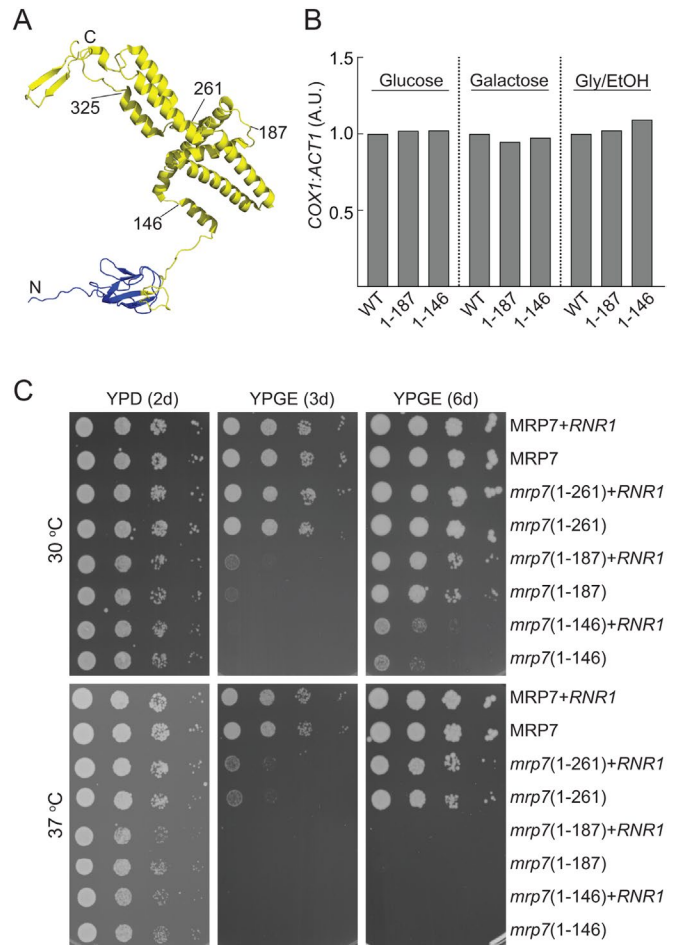 A
C
325
261
187
146
N
B
COX1:ACT1 (A.U.)
1.5
1.0
0.5
Glucose
Galactose
Gly/EtOH
WT
1-187
1-146
WT
1-187
1-146
WT
1-187
1-146
C
YPD (2d)
YPGE (3d)
YPGE (6d)
30 °C
MRP7+RNR1
MRP7
mrp7(1-261)+RNR1
mrp7(1-261)
mrp7(1-187)+RNR1
mrp7(1-187)
mrp7(1-146)+RNR1
mrp7(1-146)
37 °C
MRP7+RNR1
MRP7
mrp7(1-261)+RNR1
mrp7(1-261)
mrp7(1-187)+RNR1
mrp7(1-187)
mrp7(1-146)+RNR1
mrp7(1-146)